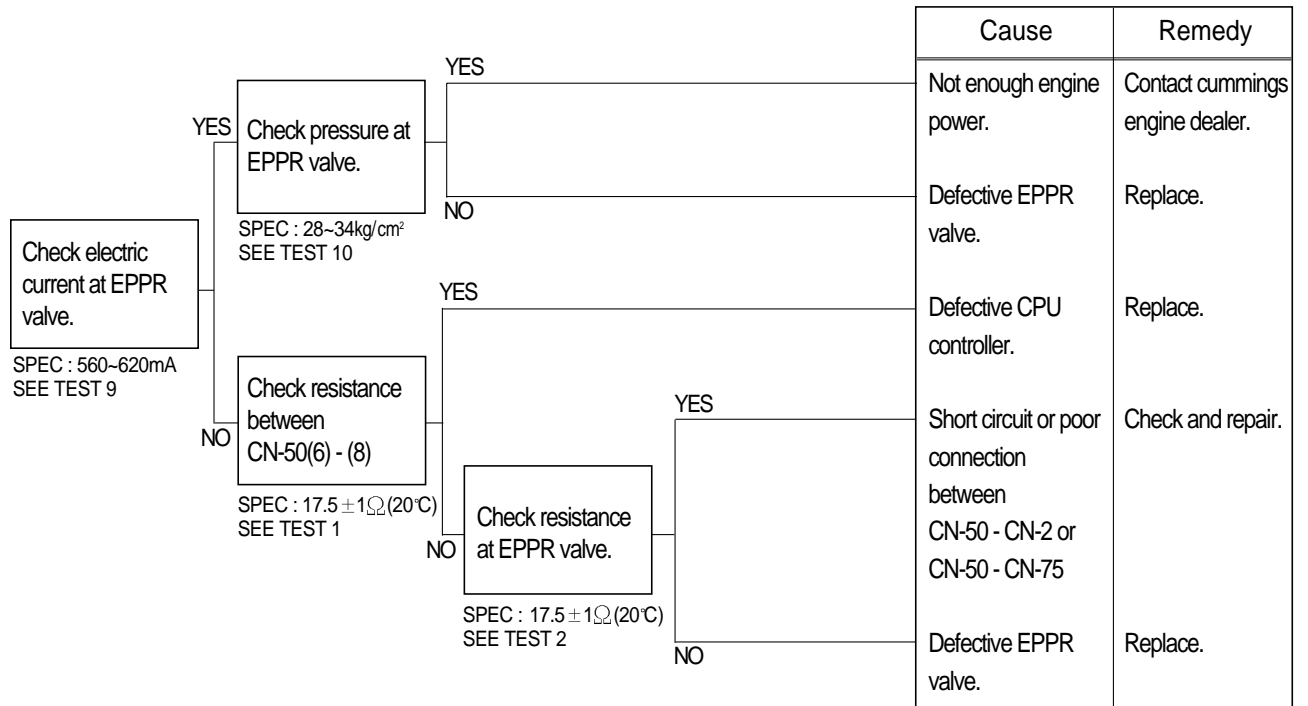 Cause
Remedy
YES
Not enough engine
power.
Contact cummings
engine dealer.
YES
Check pressure at
EPPR valve.
NO
Defective EPPR
valve.
Replace.
SPEC : 28~34kg/cm²
SEE TEST 10
Check electric
current at EPPR
valve.
SPEC : 560~620mA
SEE TEST 9
YES
Defective CPU
controller.
Replace.
NO
Check resistance
between
CN-50(6) - (8)
SPEC : 17.5±1Ω(20℃)
SEE TEST 1
YES
Short circuit or poor
connection
between
CN-50 - CN-2 or
CN-50 - CN-75
Check and repair.
NO
Check resistance
at EPPR valve.
SPEC : 17.5±1Ω(20℃)
SEE TEST 2
NO
Defective EPPR
valve.
Replace.